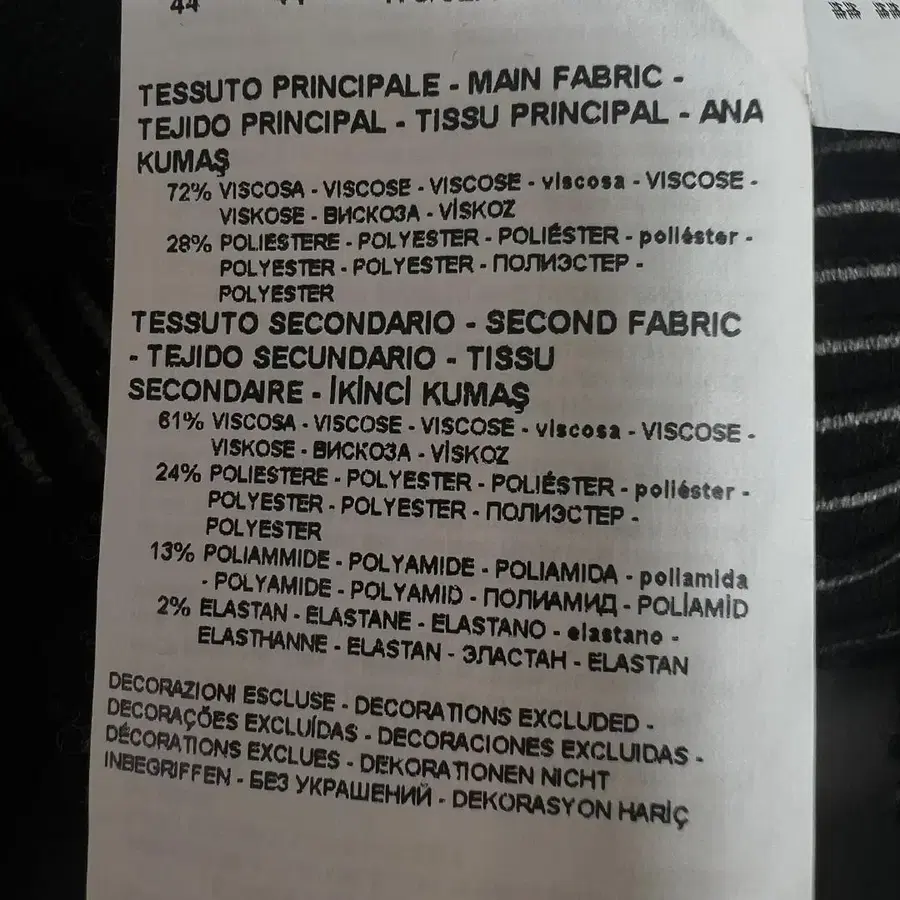 44
TESSUTO PRINCIPALE - MAIN FABRIC -
TEJIDO PRINCIPAL - TISSU PRINCIPAL - ANA
KUMAŞ
72% VISCOSA - VISCOSE - VISCOSE - viscosa - VISCOSE -
VISKOSE - ВИСКОЗА - VİSKOZ
28% POLIESTERE - POLYESTER - POLIÉSTER - poliéster -
POLYESTER - POLYESTER - ПОЛИЭСТЕР -
POLYESTER
TESSUTO SECONDARIO - SECOND FABRIC
- TEJIDO SECUNDARIO - TISSU
SECONDAIRE - İKİNCİ KUMAŞ
61% VISCOSA - VISCOSE - VISCOSE - viscosa - VISCOSE -
VISKOSE - ВИСКОЗА - VİSKOZ
24% POLIESTERE - POLYESTER - POLIÉSTER - poliéster -
POLYESTER - POLYESTER - ПОЛИЭСТЕР -
POLYESTER
13% POLIAMMIDE - POLYAMIDE - POLIAMIDA - poliamida
- POLYAMIDE - POLYAMID - ПОЛИАМИД - POLİAMİD
2% ELASTAN - ELASTANE - ELASTANO - elastano -
ELASTHANNE - ELASTAN - ЭЛАСТАН - ELASTAN
DECORAZIONI ESCLUSE - DECORATIONS EXCLUDED -
DECORAÇÕES EXCLUÍDAS - DECORACIONES EXCLUIDAS -
DÉCORATIONS EXCLUES - DEKORATIONEN NICHT
INBEGRIFFEN - БЕЗ УКРАШЕНИЙ - DEKORASYON HARİÇ